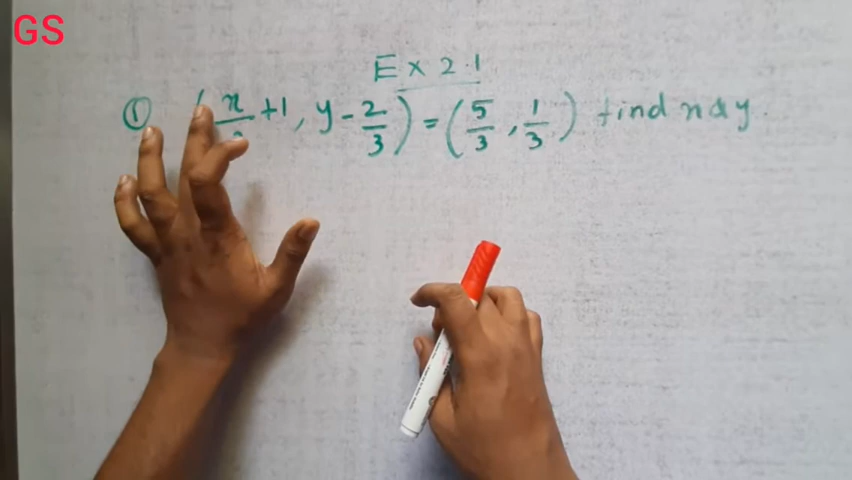 GS
Ex 2.1
① (x/ +1, y - 2/3) = (5/3, 1/3) find x & y.